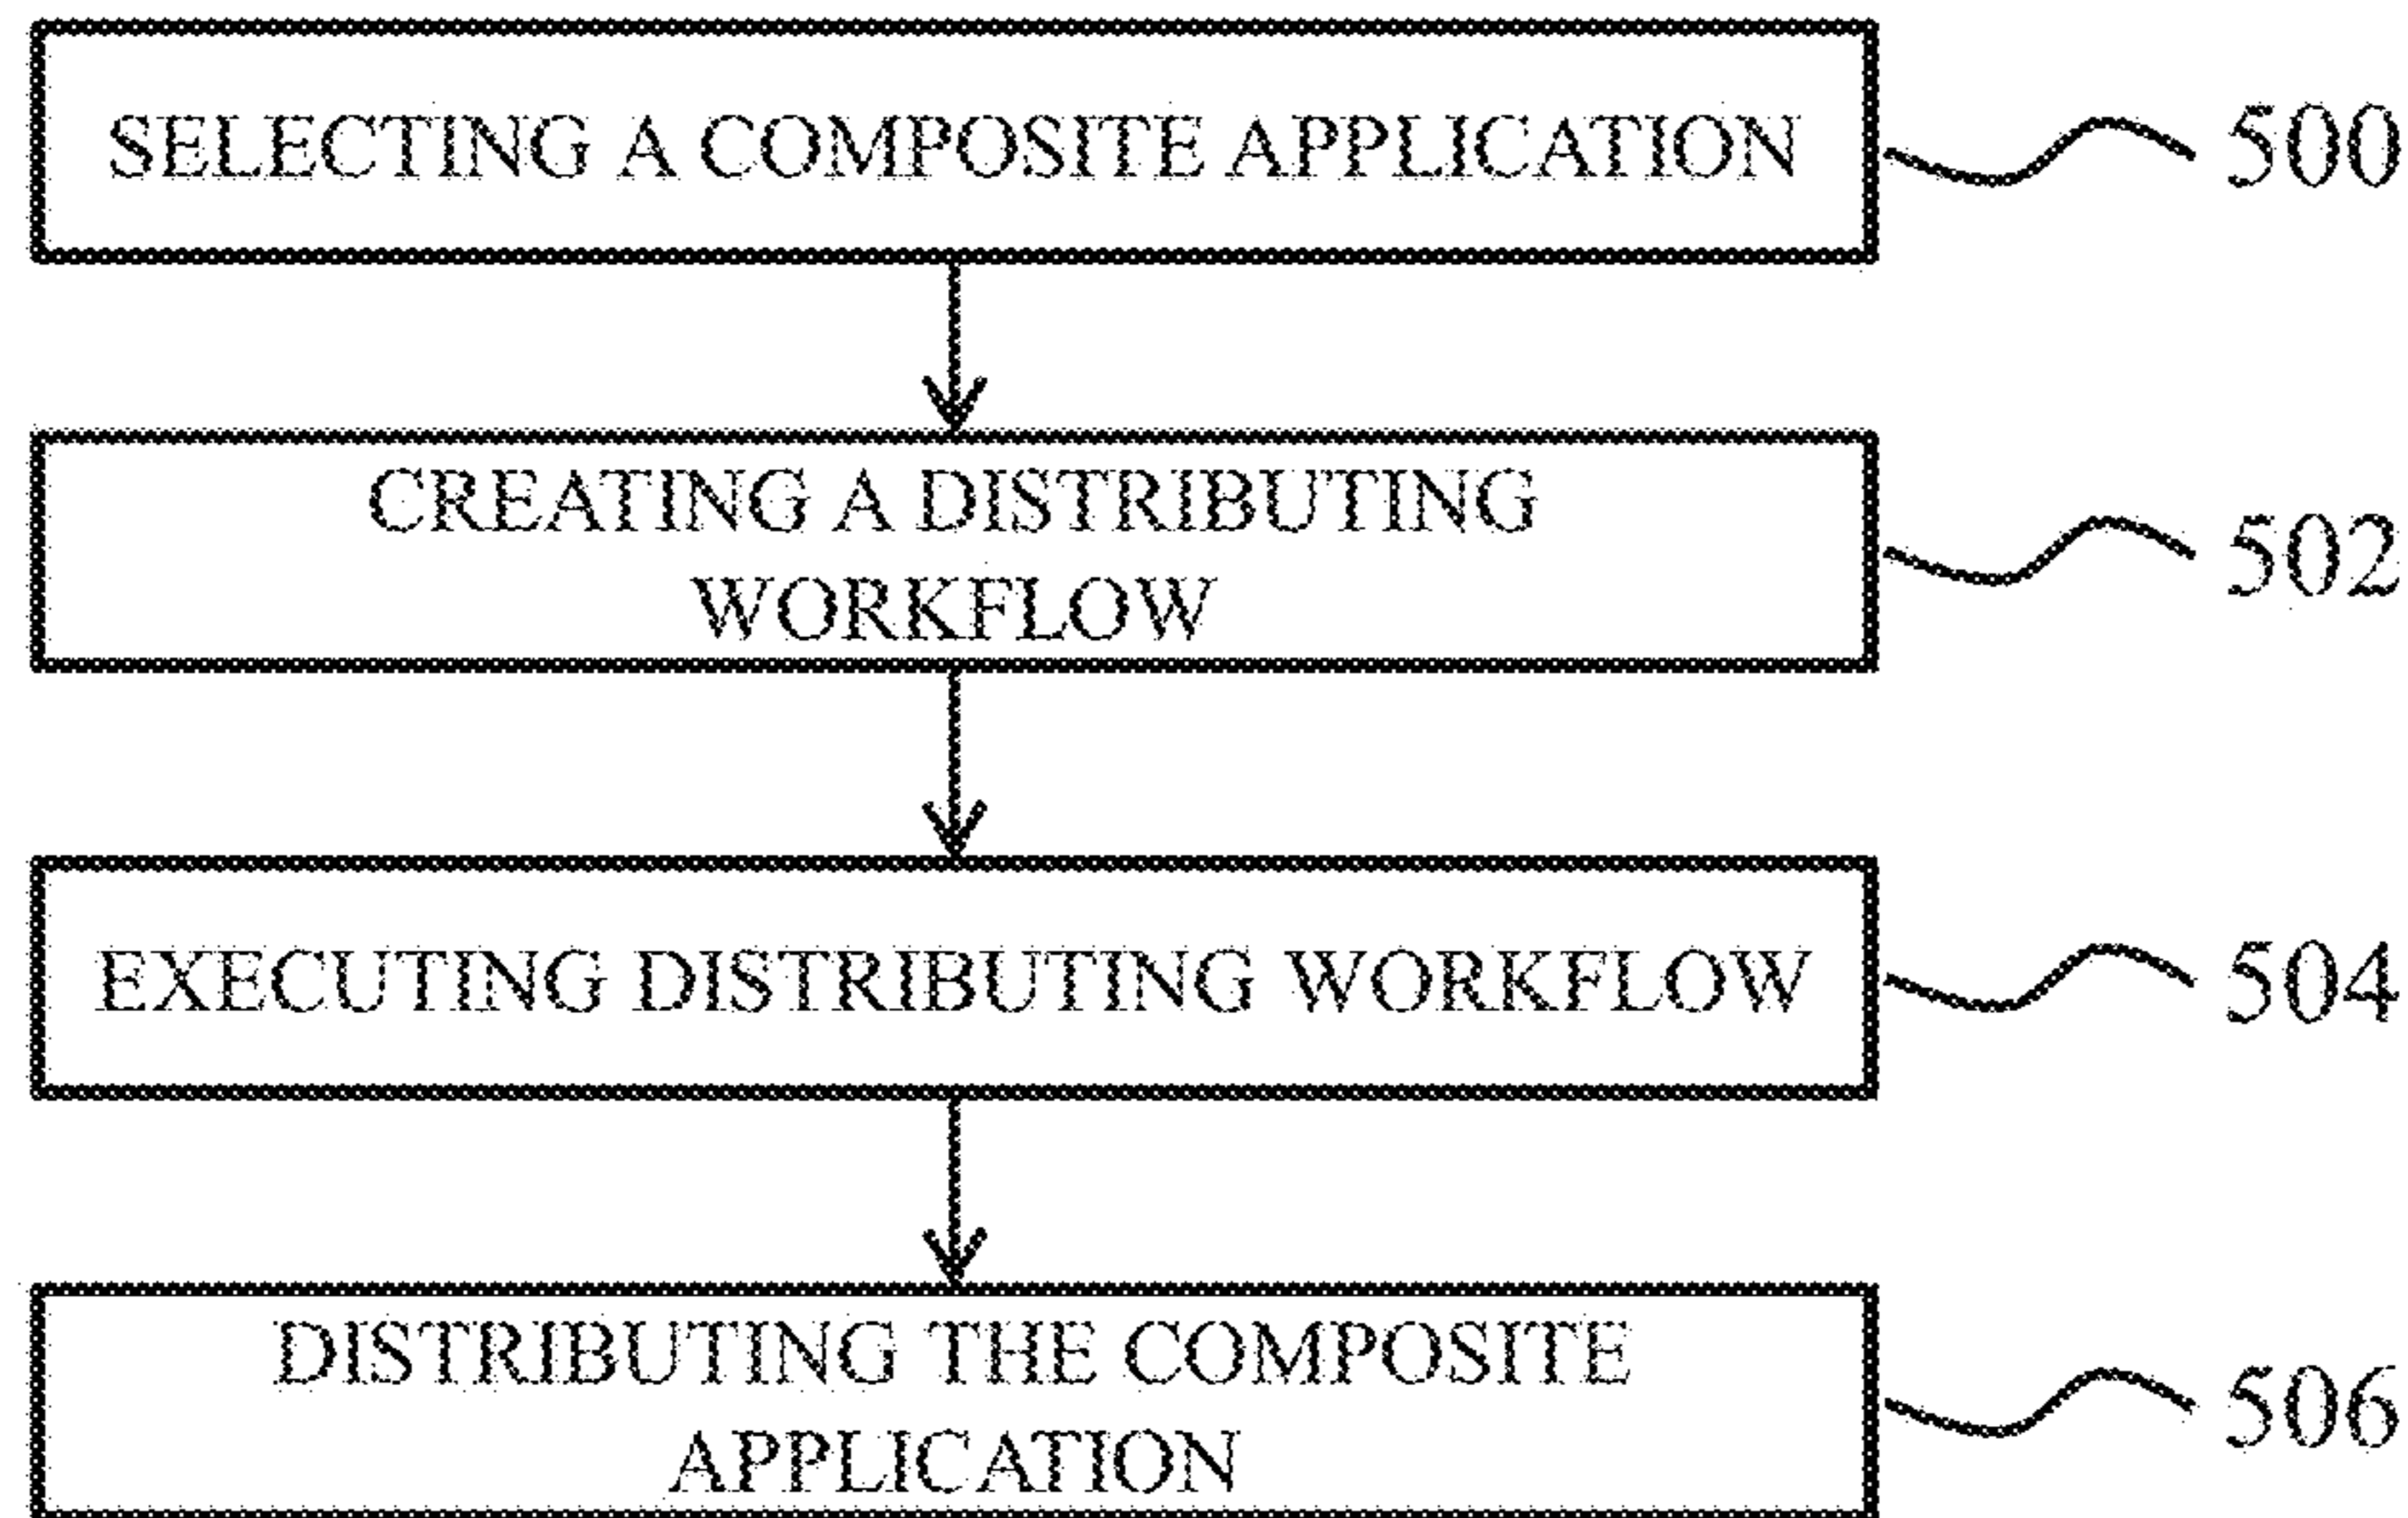 SELECTING A COMPOSITE APPLICATION
500
CREATING A DISTRIBUTING
WORKFLOW
502
EXECUTING DISTRIBUTING WORKFLOW
504
DISTRIBUTING THE COMPOSITE
APPLICATION
506